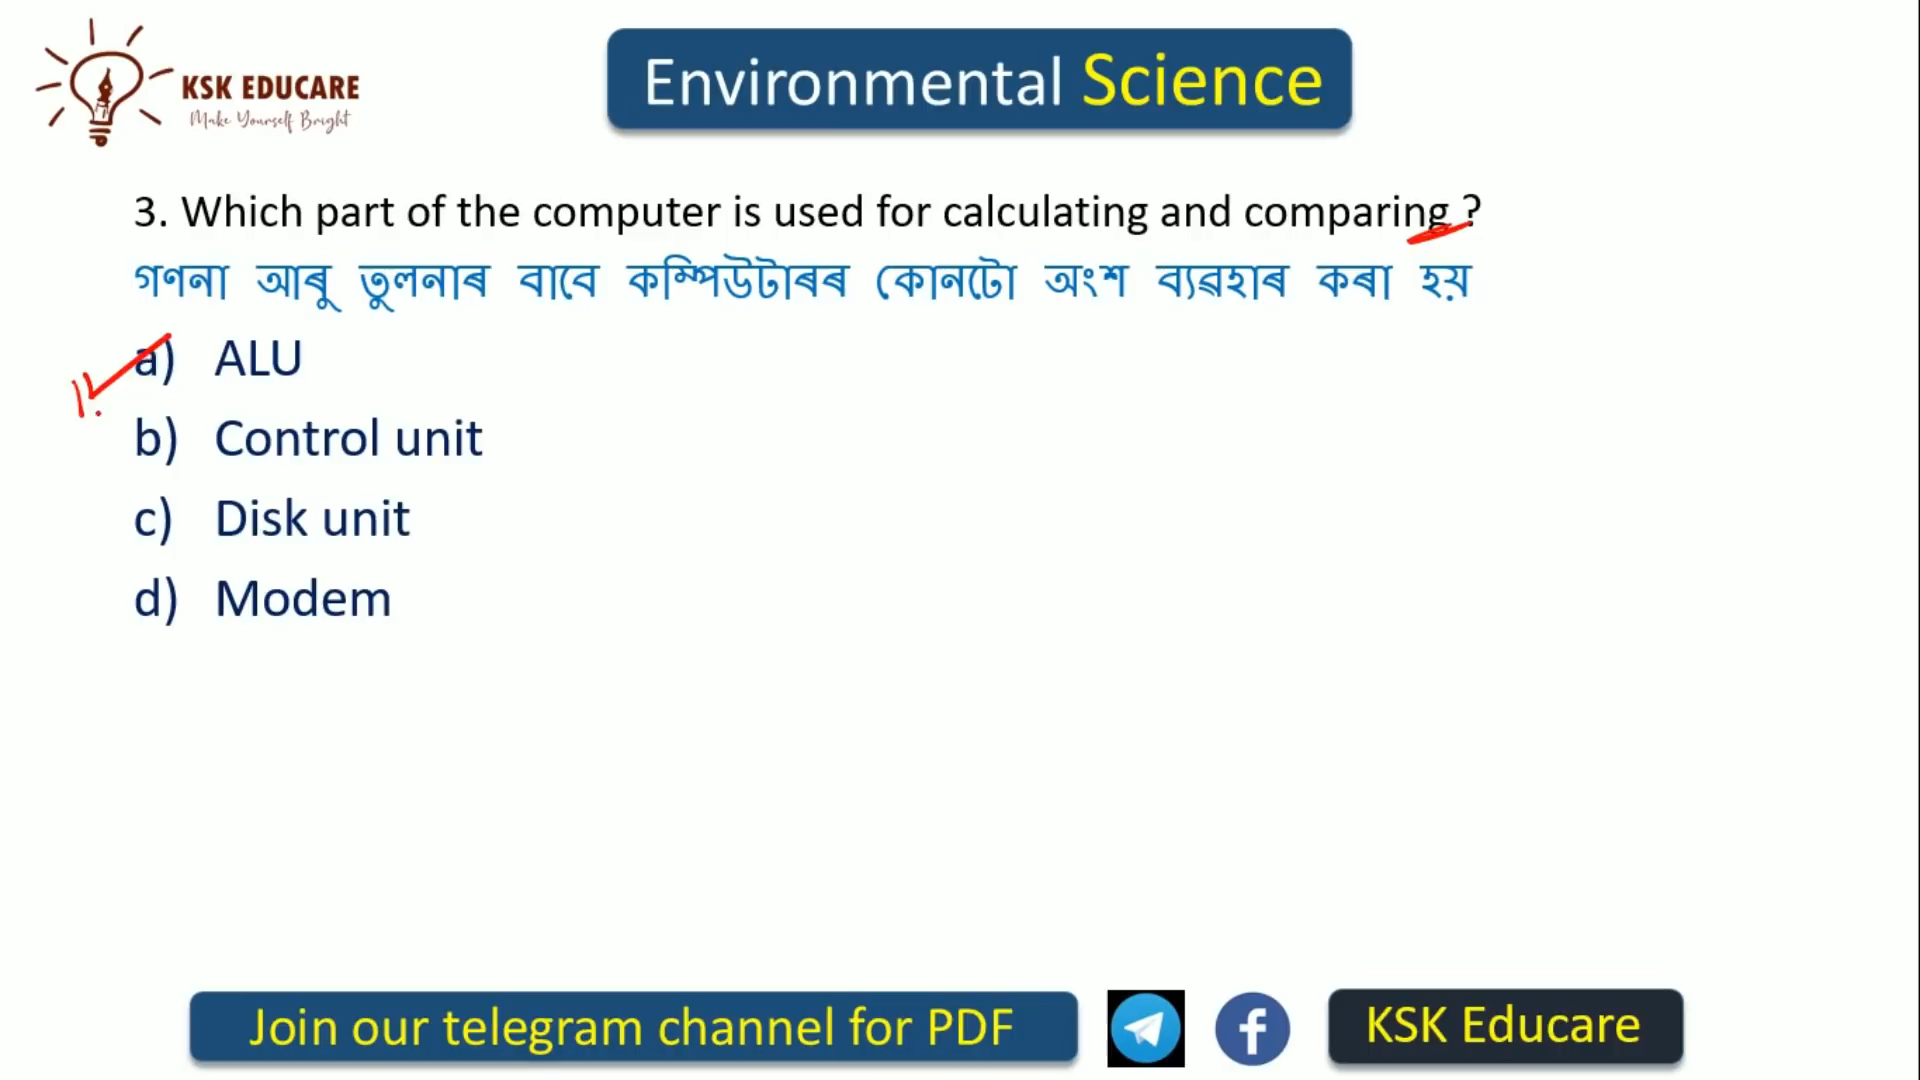 KSK EDUCARE
Make Yourself Bright
Environmental Science
3. Which part of the computer is used for calculating and comparing ?
গণনা আৰু তুলনাৰ বাবে কম্পিউটাৰৰ কোনটো অংশ ব্যৱহাৰ কৰা হয়
a) ALU
b) Control unit
c) Disk unit
d) Modem
Join our telegram channel for PDF
KSK Educare